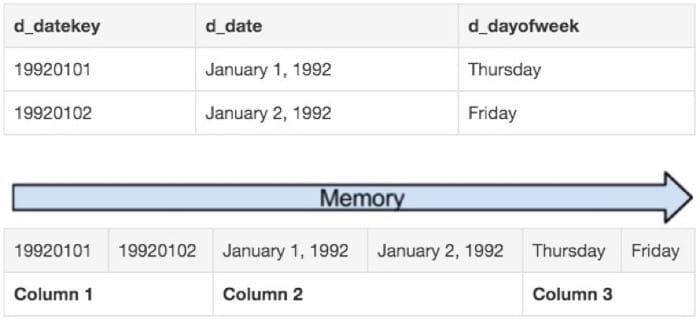 d_datekey d_date d_dayofweek
19920101 January 1, 1992 Thursday
19920102 January 2, 1992 Friday
Memory
19920101 19920102 January 1, 1992 January 2, 1992 Thursday Friday
Column 1 Column 2 Column 3